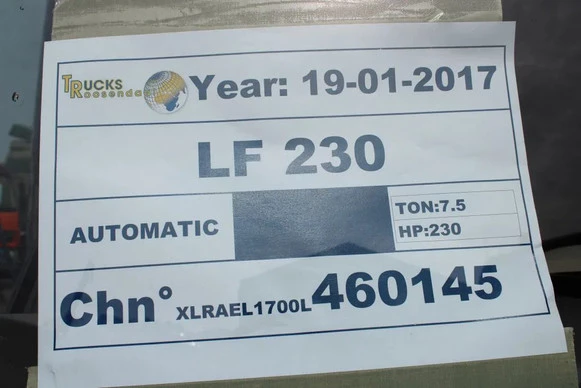 TRUCKS
Roosendaal
Year: 19-01-2017
LF 230
AUTOMATIC
TON:7.5
HP:230
Chn° XLRAEL1700L460145